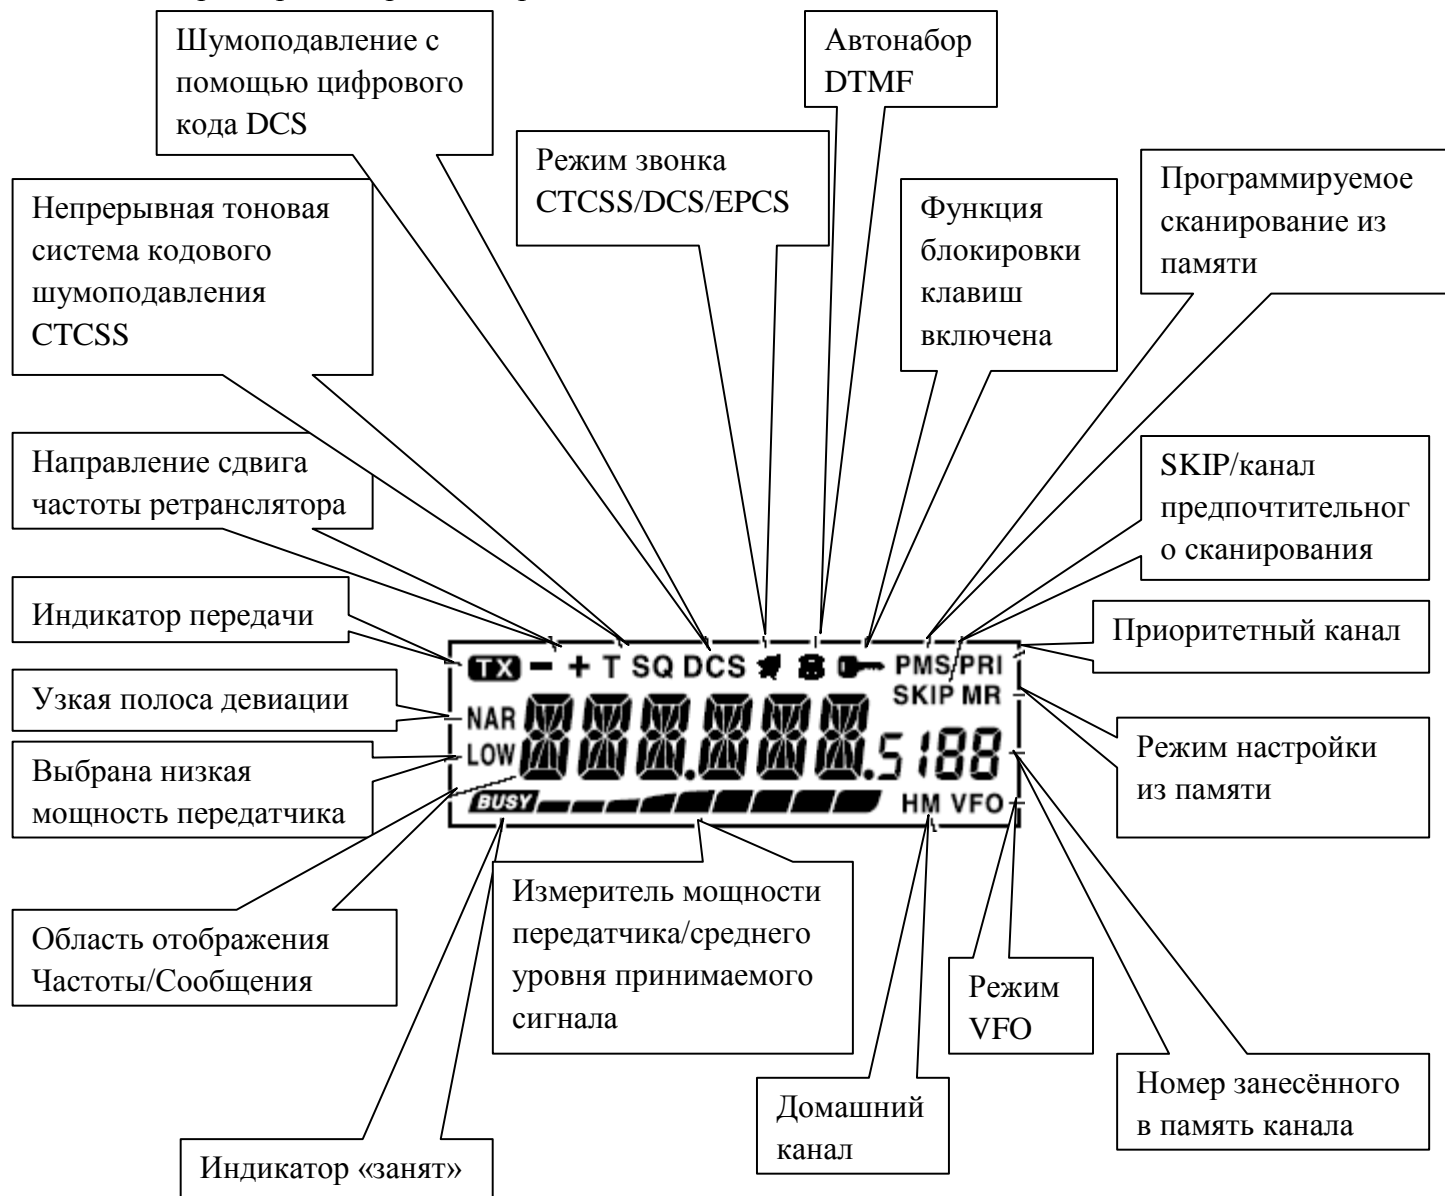 Шумоподавление с
помощью цифрового
кода DCS
Автонабор
DTMF
Режим звонка
CTCSS/DCS/EPCS
Непрерывная тоновая
система кодового
шумоподавления
CTCSS
Функция
блокировки
клавиш
включена
Программируемое
сканирование из
памяти
Направление сдвига
частоты ретранслятора
SKIP/канал
предпочтительног
о сканирования
Индикатор передачи
Приоритетный канал
Узкая полоса девиации
Выбрана низкая
мощность передатчика
Режим настройки
из памяти
TX - + T SQ DCS PMS PRI
SKIP MR
NAR
LOW
5188
BUSY HM VFO
Область отображения
Частоты/Сообщения
Измеритель мощности
передатчика/среднего
уровня принимаемого
сигнала
Режим
VFO
Домашний
канал
Номер занесённого
в память канала
Индикатор «занят»